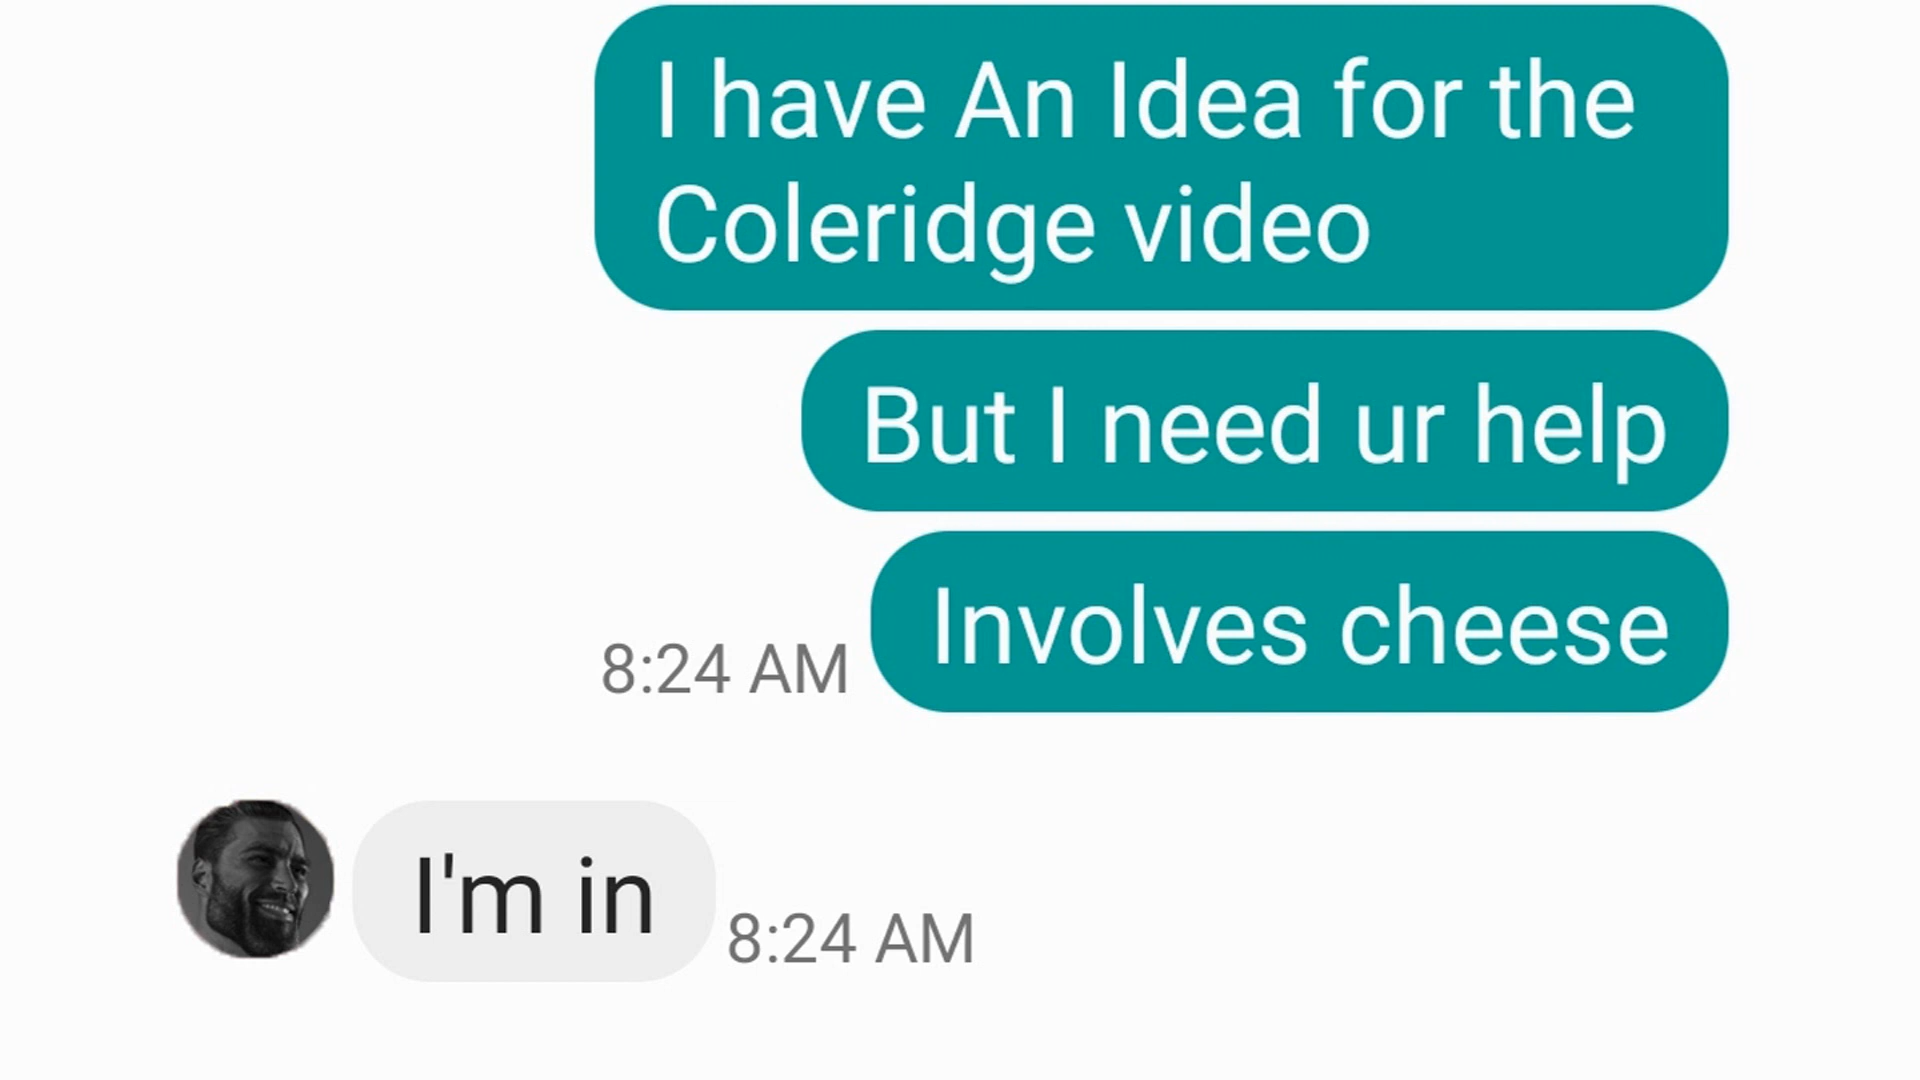 I have An Idea for the
Coleridge video
But I need ur help
Involves cheese
8:24 AM
I'm in
8:24 AM